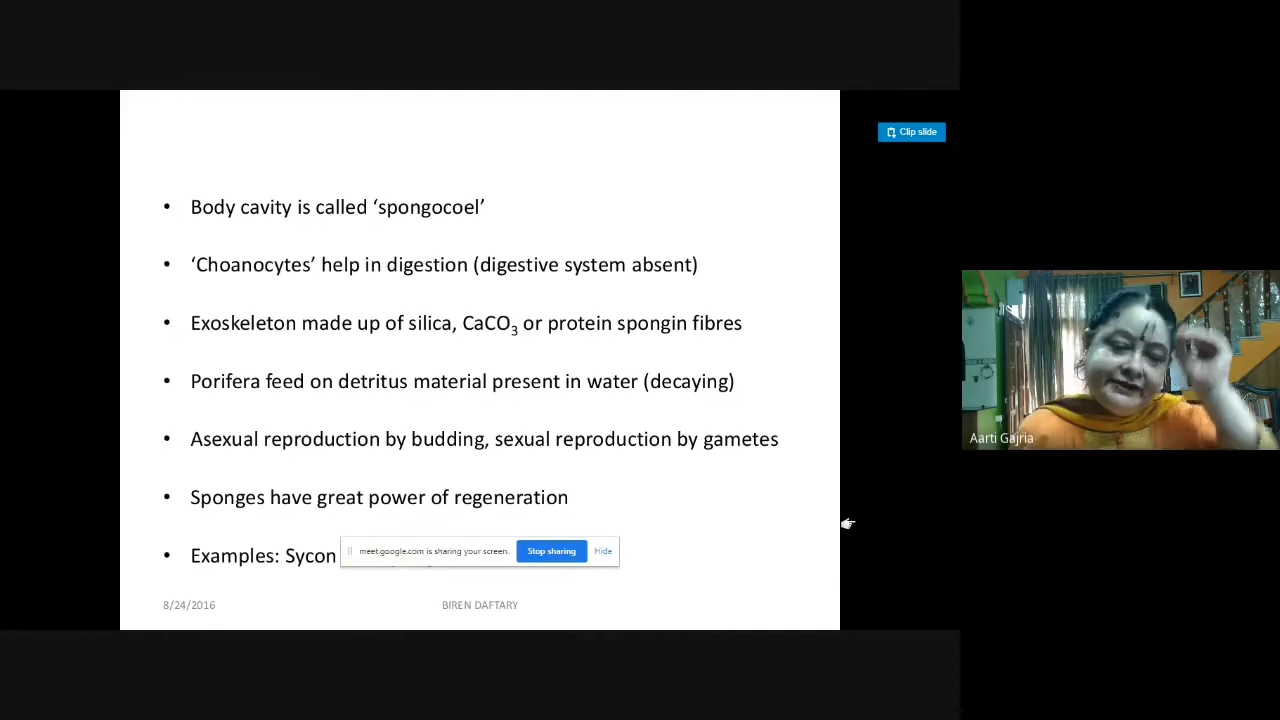 Clip slide
• Body cavity is called ‘spongocoel’
• ‘Choanocytes’ help in digestion (digestive system absent)
• Exoskeleton made up of silica, CaCO₃ or protein spongin fibres
• Porifera feed on detritus material present in water (decaying)
• Asexual reproduction by budding, sexual reproduction by gametes
• Sponges have great power of regeneration
• Examples: Sycon
meet.google.com is sharing your screen. Stop sharing Hide
8/24/2016 BIREN DAFTARY
Aarti Gajria